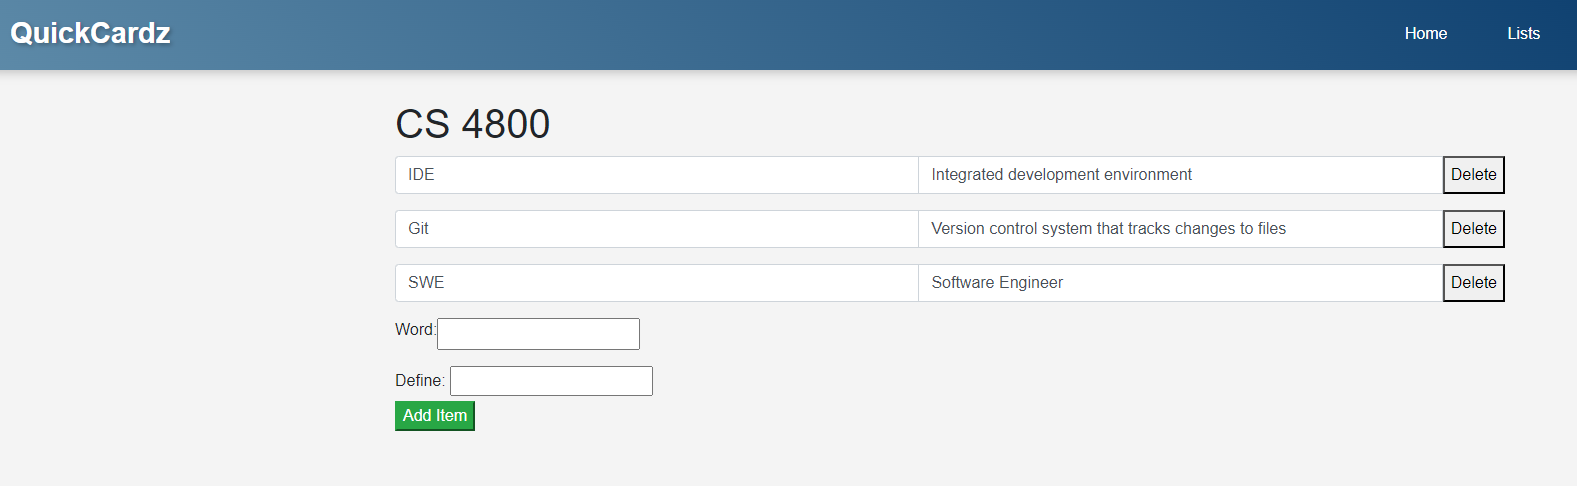 QuickCardz Home Lists
CS 4800
IDE Integrated development environment Delete
Git Version control system that tracks changes to files Delete
SWE Software Engineer Delete
Word:
Define:
Add Item